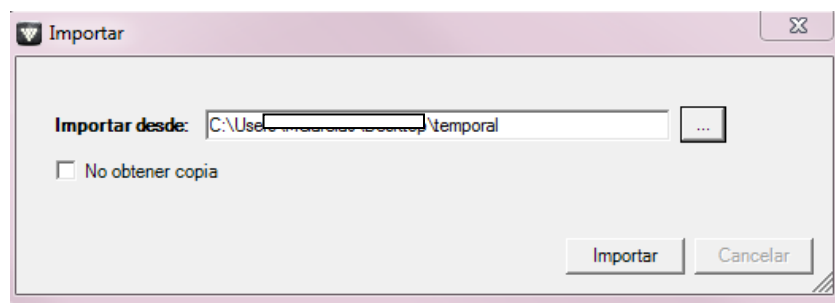 Importar
Importar desde: C:\Use \temporal
...
No obtener copia
Importar Cancelar